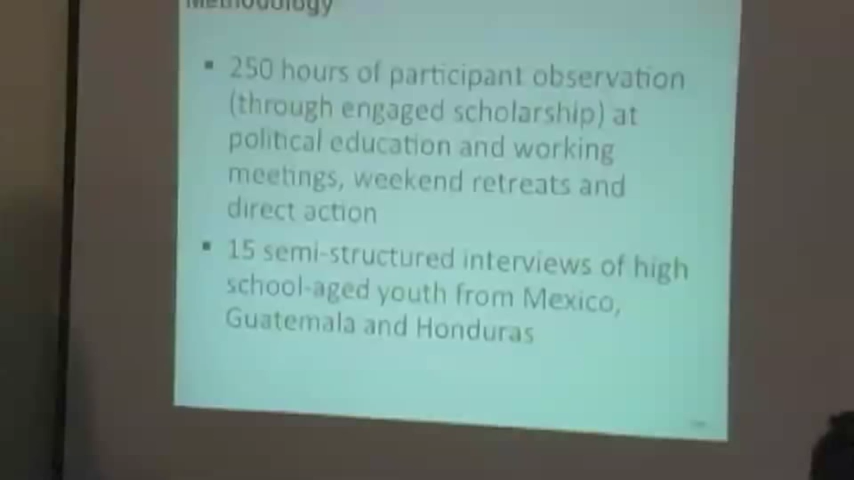 Methodology
▪ 250 hours of participant observation
(through engaged scholarship) at
political education and working
meetings, weekend retreats and
direct action
▪ 15 semi-structured interviews of high
school-aged youth from Mexico,
Guatemala and Honduras